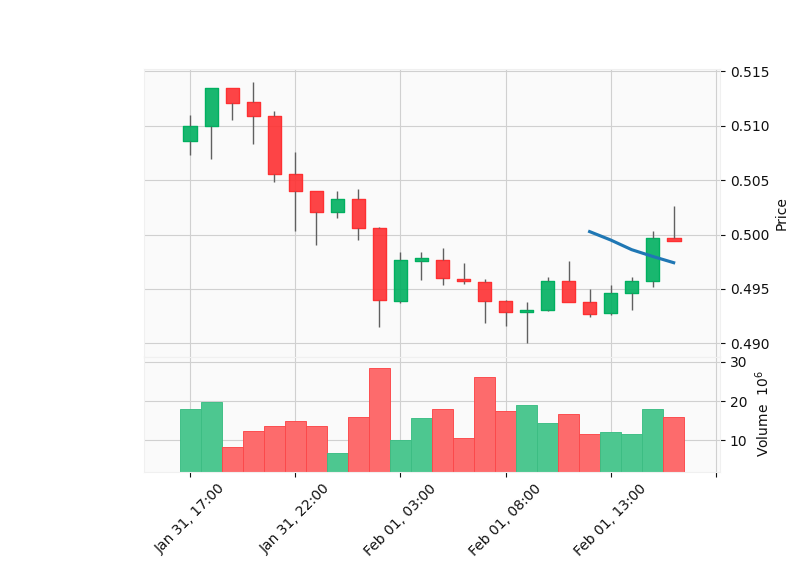 0.515
0.510
0.505
0.500
0.495
0.490
Price
30
20
10
Volume 10^6
Jan 31, 17:00
Jan 31, 22:00
Feb 01, 03:00
Feb 01, 08:00
Feb 01, 13:00